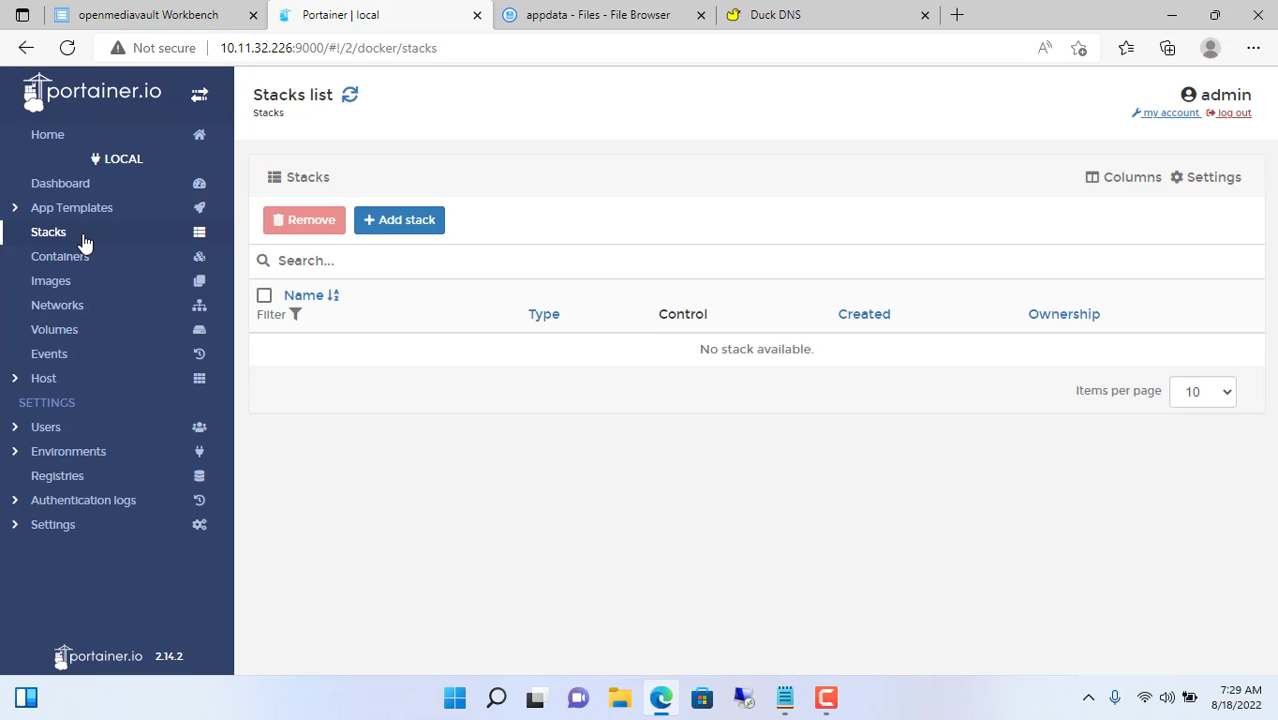 openmediavault Workbench
Portainer | local
appdata - Files - File Browser
Duck DNS
Not secure
10.11.32.226:9000/#!/2/docker/stacks
portainer.io
Home
LOCAL
Dashboard
App Templates
Stacks
Containers
Images
Networks
Volumes
Events
Host
SETTINGS
Users
Environments
Registries
Authentication logs
Settings
portainer.io 2.14.2
Stacks list
Stacks
admin
my account log out
Stacks
Columns Settings
Remove
+ Add stack
Search...
Name
Filter
Type Control Created Ownership
No stack available.
Items per page 10
7:29 AM
8/18/2022